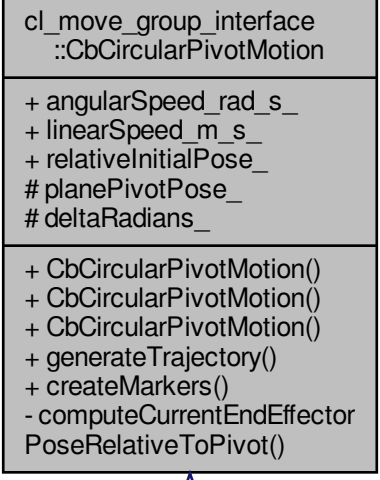 cl_move_group_interface
::CbCircularPivotMotion
+ angularSpeed_rad_s_
+ linearSpeed_m_s_
+ relativeInitialPose_
# planePivotPose_
# deltaRadians_
+ CbCircularPivotMotion()
+ CbCircularPivotMotion()
+ CbCircularPivotMotion()
+ generateTrajectory()
+ createMarkers()
- computeCurrentEndEffector
PoseRelativeToPivot()